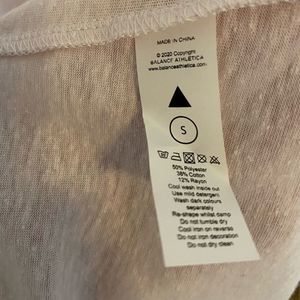 MADE IN CHINA
© 2020 Copyright
BALANCE ATHLETICA
www.balanceathletica.com
S
50% Polyester
38% Cotton
12% Rayon
Cool wash inside out
Use mild detergent
Wash dark colours
separately
Re-shape whilst damp
Do not tumble dry
Cool iron on reverse
Do not iron decoration
Do not dry clean